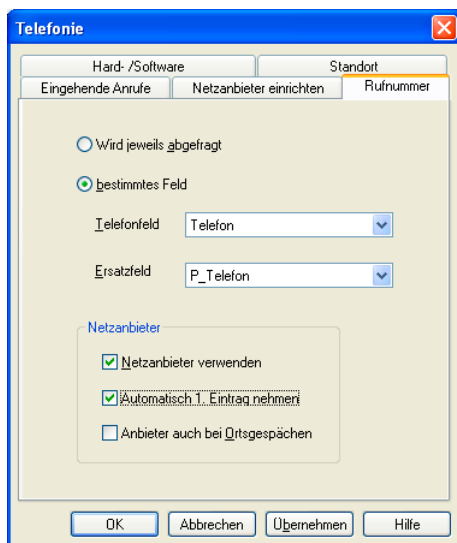 Telefonie
Hard- /Software
Standort
Eingehende Anrufe
Netzanbieter einrichten
Rufnummer
Wird jeweils abgefragt
bestimmtes Feld
Telefonfeld
Telefon
Ersatzfeld
P_Telefon
Netzanbieter
Netzanbieter verwenden
Automatisch 1. Eintrag nehmen
Anbieter auch bei Ortsgespächen
OK
Abbrechen
Übernehmen
Hilfe